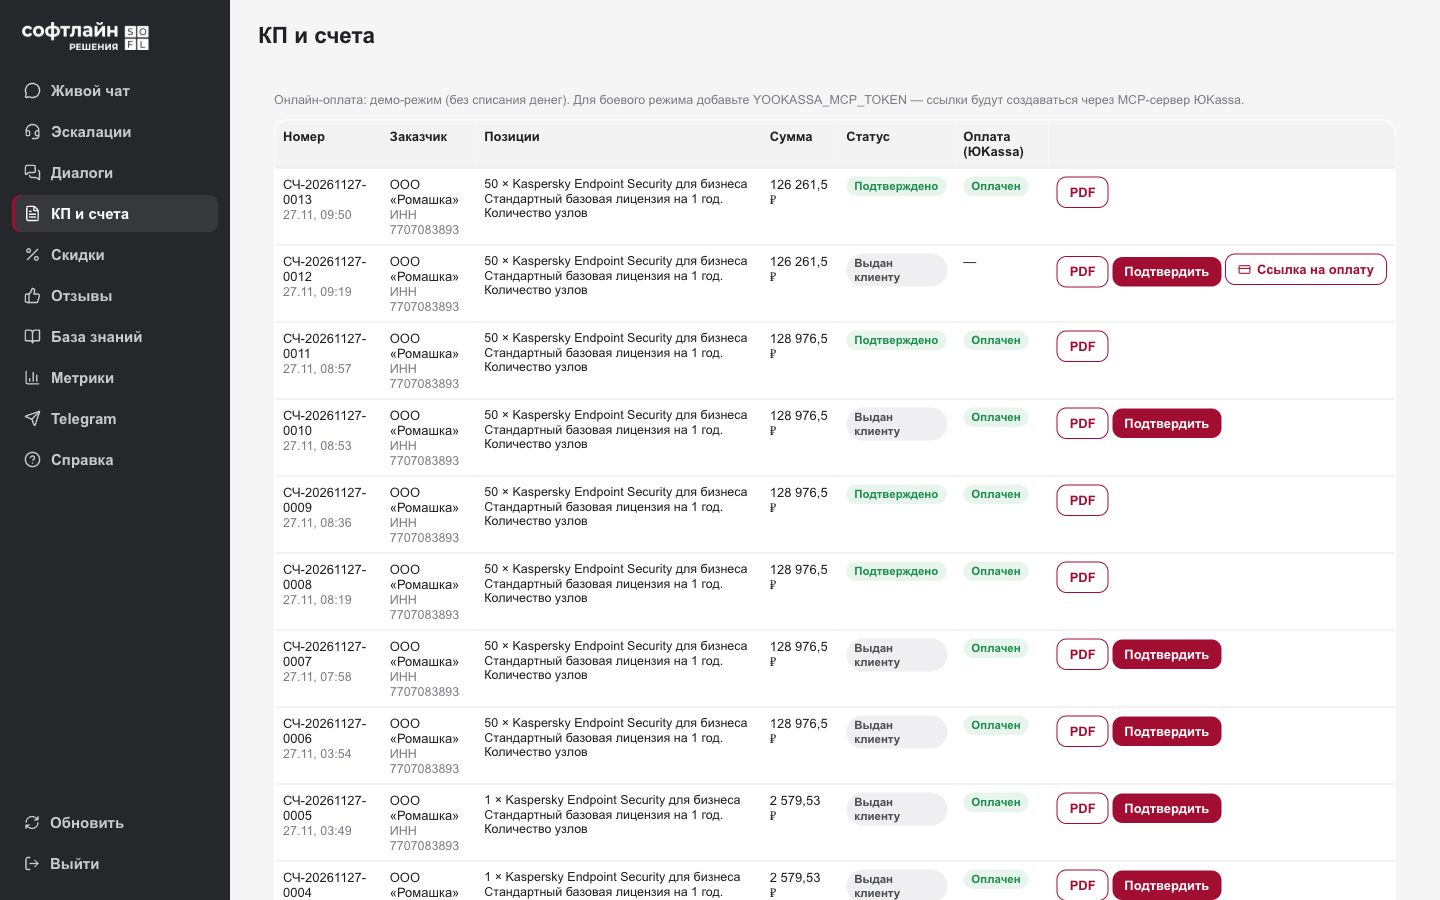 софтлайн SO
РЕШЕНИЯ FL
Живой чат
Эскалации
Диалоги
КП и счета
Скидки
Отзывы
База знаний
Метрики
Telegram
Справка
Обновить
Выйти
КП и счета
Онлайн-оплата: демо-режим (без списания денег). Для боевого режима добавьте YOOKASSA_MCP_TOKEN — ссылки будут создаваться через MCP-сервер ЮKassa.
Номер Заказчик Позиции Сумма Статус Оплата
(ЮKassa)
СЧ-20261127- ООО 50 × Kaspersky Endpoint Security для бизнеса 126 261,5 Подтверждено Оплачен PDF
0013 «Ромашка» Стандартный базовая лицензия на 1 год. ₽
27.11, 09:50 ИНН Количество узлов
7707083893
СЧ-20261127- ООО 50 × Kaspersky Endpoint Security для бизнеса 126 261,5 Выдан — PDF Подтвердить Ссылка на оплату
0012 «Ромашка» Стандартный базовая лицензия на 1 год. ₽ клиенту
27.11, 09:19 ИНН Количество узлов
7707083893
СЧ-20261127- ООО 50 × Kaspersky Endpoint Security для бизнеса 128 976,5 Подтверждено Оплачен PDF
0011 «Ромашка» Стандартный базовая лицензия на 1 год. ₽
27.11, 08:57 ИНН Количество узлов
7707083893
СЧ-20261127- ООО 50 × Kaspersky Endpoint Security для бизнеса 128 976,5 Выдан Оплачен PDF Подтвердить
0010 «Ромашка» Стандартный базовая лицензия на 1 год. ₽ клиенту
27.11, 08:53 ИНН Количество узлов
7707083893
СЧ-20261127- ООО 50 × Kaspersky Endpoint Security для бизнеса 128 976,5 Подтверждено Оплачен PDF
0009 «Ромашка» Стандартный базовая лицензия на 1 год. ₽
27.11, 08:36 ИНН Количество узлов
7707083893
СЧ-20261127- ООО 50 × Kaspersky Endpoint Security для бизнеса 128 976,5 Подтверждено Оплачен PDF
0008 «Ромашка» Стандартный базовая лицензия на 1 год. ₽
27.11, 08:19 ИНН Количество узлов
7707083893
СЧ-20261127- ООО 50 × Kaspersky Endpoint Security для бизнеса 128 976,5 Выдан Оплачен PDF Подтвердить
0007 «Ромашка» Стандартный базовая лицензия на 1 год. ₽ клиенту
27.11, 07:58 ИНН Количество узлов
7707083893
СЧ-20261127- ООО 50 × Kaspersky Endpoint Security для бизнеса 128 976,5 Выдан Оплачен PDF Подтвердить
0006 «Ромашка» Стандартный базовая лицензия на 1 год. ₽ клиенту
27.11, 03:54 ИНН Количество узлов
7707083893
СЧ-20261127- ООО 1 × Kaspersky Endpoint Security для бизнеса 2 579,53 Выдан Оплачен PDF Подтвердить
0005 «Ромашка» Стандартный базовая лицензия на 1 год. ₽ клиенту
27.11, 03:49 ИНН Количество узлов
7707083893
СЧ-20261127- ООО 1 × Kaspersky Endpoint Security для бизнеса 2 579,53 Выдан Оплачен PDF Подтвердить
0004 «Ромашка» Стандартный базовая лицензия на 1 год. ₽ клиенту